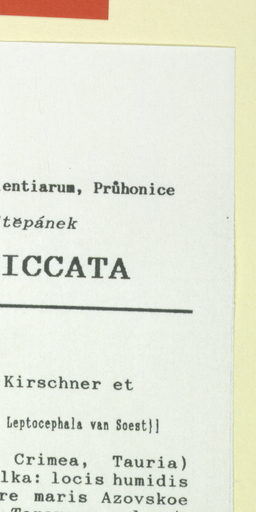 entiarum, Průhonice
těpánek
ICCATA
Kirschner et
Leptocephala van Soest}]
Crimea, Tauria)
lka: locis humidis
re maris Azovskoe